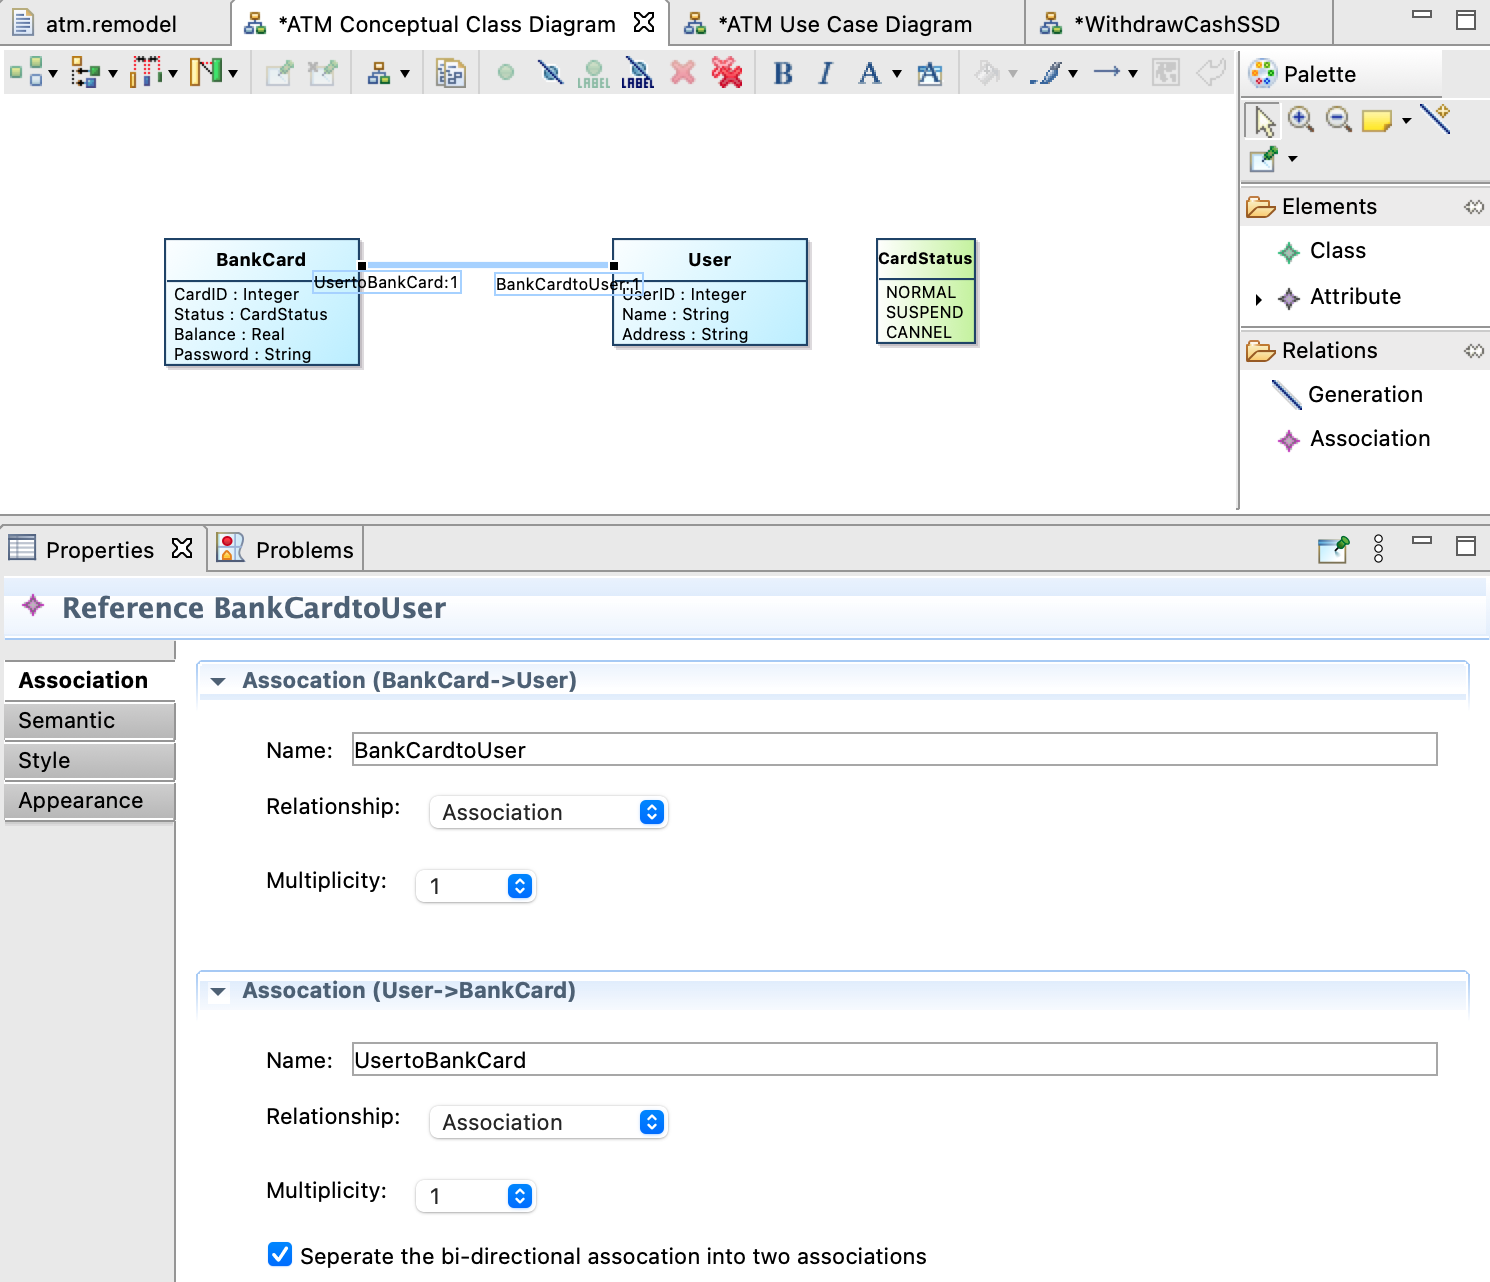 atm.remodel
*ATM Conceptual Class Diagram
*ATM Use Case Diagram
*WithdrawCashSSD
LABEL
LABEL
B
I
A
A
Palette
Elements
Class
Attribute
Relations
Generation
Association
BankCard
CardID : Integer
Status : CardStatus
Balance : Real
Password : String
UsertoBankCard:1
BankCardtoUser:1
User
UserID : Integer
Name : String
Address : String
CardStatus
NORMAL
SUSPEND
CANNEL
Properties
Problems
Reference BankCardtoUser
Association
Semantic
Style
Appearance
Assocation (BankCard->User)
Name: BankCardtoUser
Relationship: Association
Multiplicity: 1
Assocation (User->BankCard)
Name: UsertoBankCard
Relationship: Association
Multiplicity: 1
Seperate the bi-directional assocation into two associations